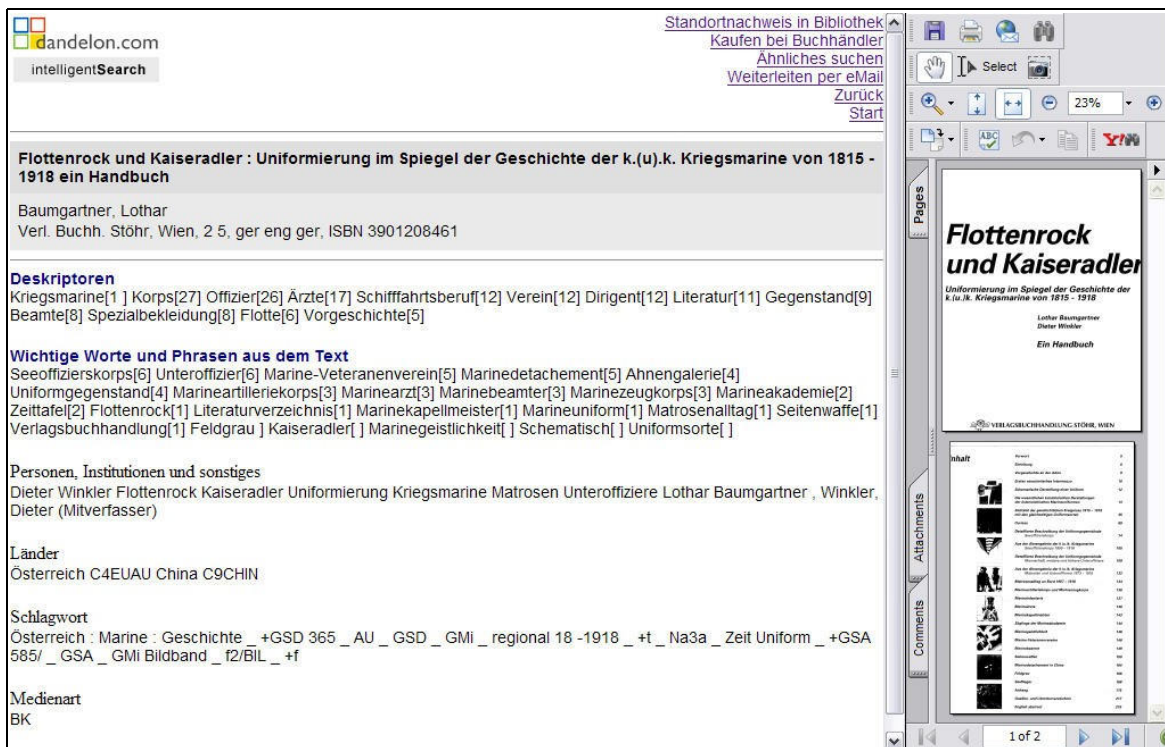 dandelon.com
intelligentSearch
Standortnachweis in Bibliothek
Kaufen bei Buchhändler
Ähnliches suchen
Weiterleiten per eMail
Zurück
Start
Flottenrock und Kaiseradler : Uniformierung im Spiegel der Geschichte der k.(u).k. Kriegsmarine von 1815 -
1918 ein Handbuch
Baumgartner, Lothar
Verl. Buchh. Stöhr, Wien, 2 5, ger eng ger, ISBN 3901208461
Deskriptoren
Kriegsmarine[1 ] Korps[27] Offizier[26] Ärzte[17] Schifffahrtsberuf[12] Verein[12] Dirigent[12] Literatur[11] Gegenstand[9]
Beamte[8] Spezialbekleidung[8] Flotte[6] Vorgeschichte[5]
Wichtige Worte und Phrasen aus dem Text
Seeoffizierskorps[6] Unteroffizier[6] Marine-Veteranenverein[5] Marinedetachement[5] Ahnengalerie[4]
Uniformgegenstand[4] Marineartilleriekorps[3] Marinearzt[3] Marinebeamter[3] Marinezeugkorps[3] Marineakademie[2]
Zeittafel[2] Flottenrock[1] Literaturverzeichnis[1] Marinekapellmeister[1] Marineuniform[1] Matrosenalltag[1] Seitenwaffe[1]
Verlagsbuchhandlung[1] Feldgrau ] Kaiseradler[ ] Marinegeistlichkeit[ ] Schematisch[ ] Uniformsorte[ ]
Personen, Institutionen und sonstiges
Dieter Winkler Flottenrock Kaiseradler Uniformierung Kriegsmarine Matrosen Unteroffiziere Lothar Baumgartner , Winkler,
Dieter (Mitverfasser)
Länder
Österreich C4EUAU China C9CHIN
Schlagwort
Österreich : Marine : Geschichte _ +GSD 365 _ AU _ GSD _ GMi _ regional 18 -1918 _ +t _ Na3a _ Zeit Uniform _ +GSA
585/ _ GSA _ GMi Bildband _ f2/BIL _ +f
Medienart
BK
Select
23%
ABC
Y!
Pages
Attachments
Comments
Flottenrock
und Kaiseradler
Uniformierung im Spiegel der Geschichte der
k.(u.)k. Kriegsmarine von 1815 - 1918
Lothar Baumgartner
Dieter Winkler
Ein Handbuch
VERLAGSBUCHHANDLUNG STÖHR, WIEN
Inhalt
Vorwort
Einleitung
1 of 2